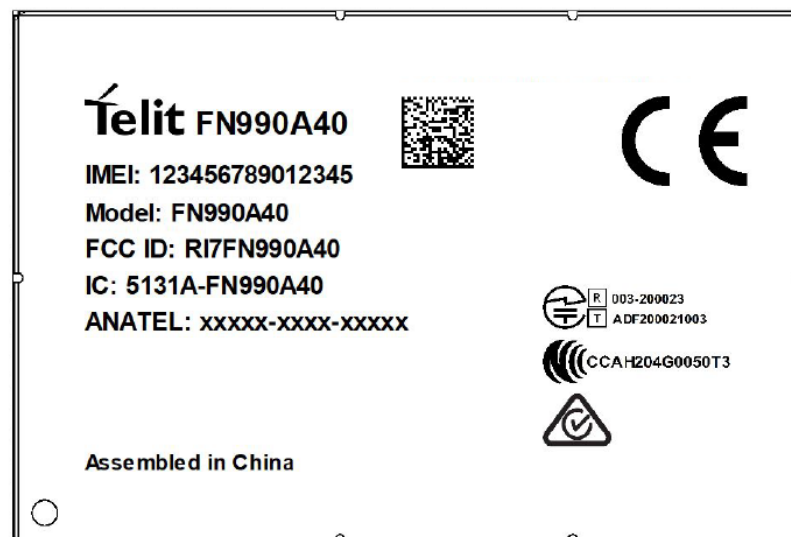 Telit FN990A40
IMEI: 123456789012345
Model: FN990A40
FCC ID: RI7FN990A40
IC: 5131A-FN990A40
ANATEL: xxxxx-xxxx-xxxxx
Assembled in China
CE
R 003-200023
T ADF200021003
CCAH204G0050T3